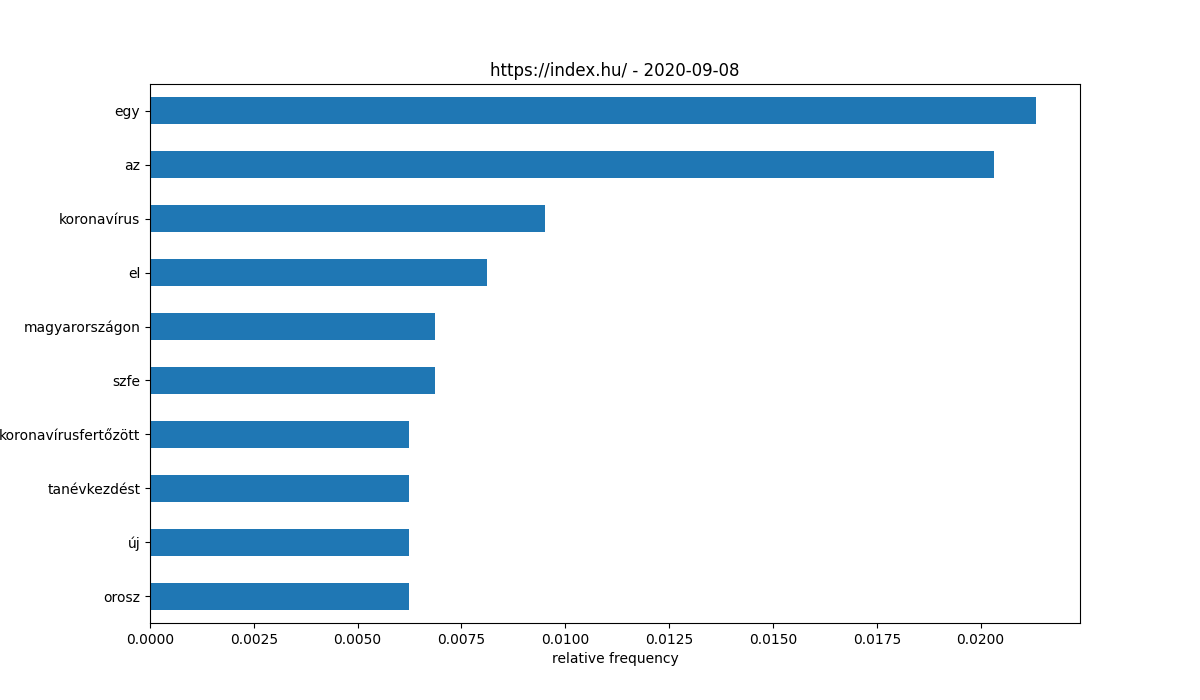 https://index.hu/ - 2020-09-08
egy
az
koronavírus
el
magyarországon
szfe
koronavírusfertőzött
tanévkezdést
új
orosz
0.0000 0.0025 0.0050 0.0075 0.0100 0.0125 0.0150 0.0175 0.0200
relative frequency